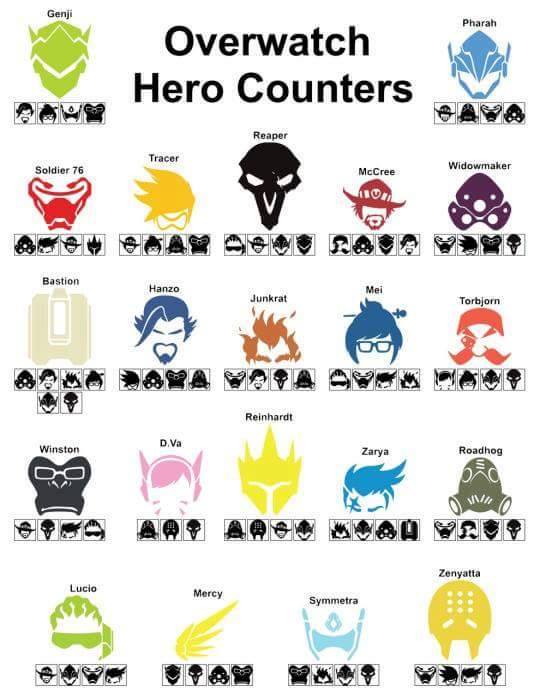 Genji
Overwatch
Hero Counters
Pharah
Soldier 76
Tracer
Reaper
McCree
Widowmaker
Bastion
Hanzo
Junkrat
Mei
Torbjorn
Winston
D.Va
Reinhardt
Zarya
Roadhog
Lucio
Mercy
Symmetra
Zenyatta